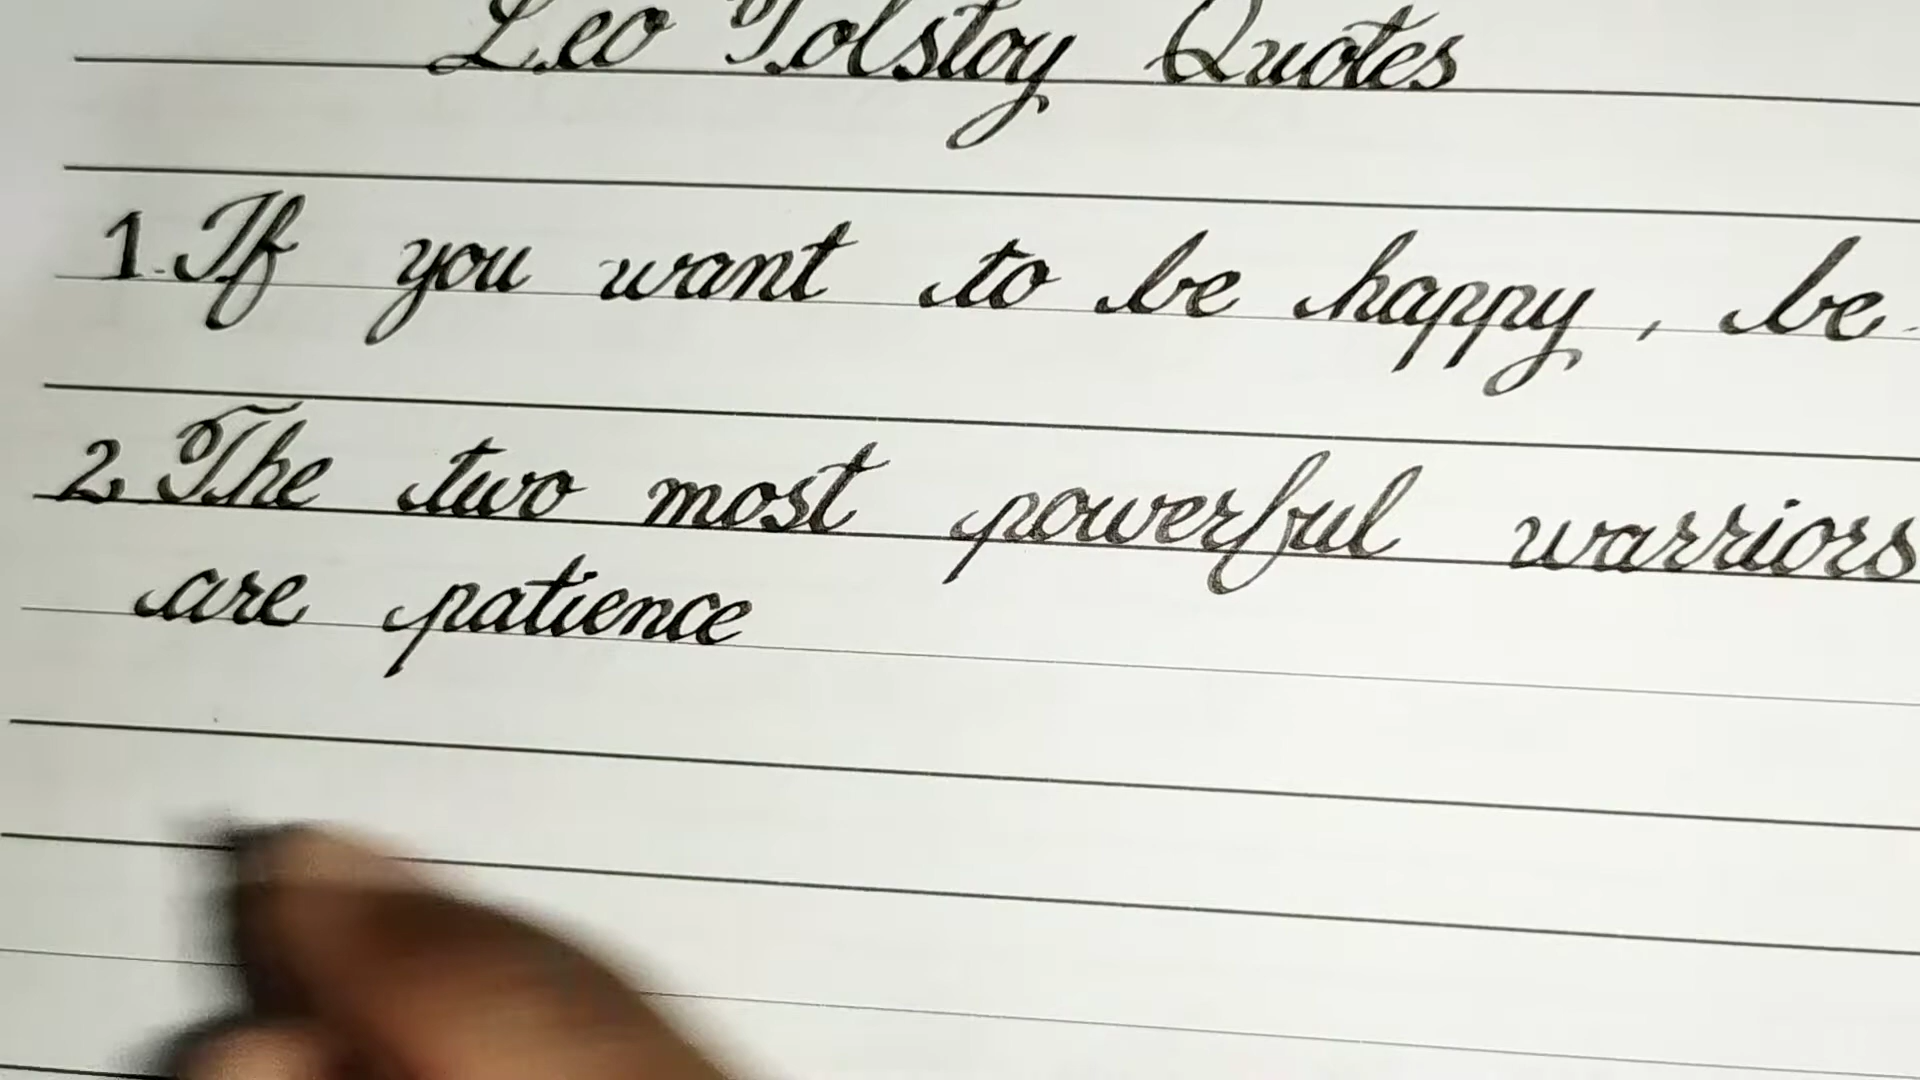 Leo Tolstoy Quotes
1. If you want to be happy, be.
2. The two most powerful warriors
are patience